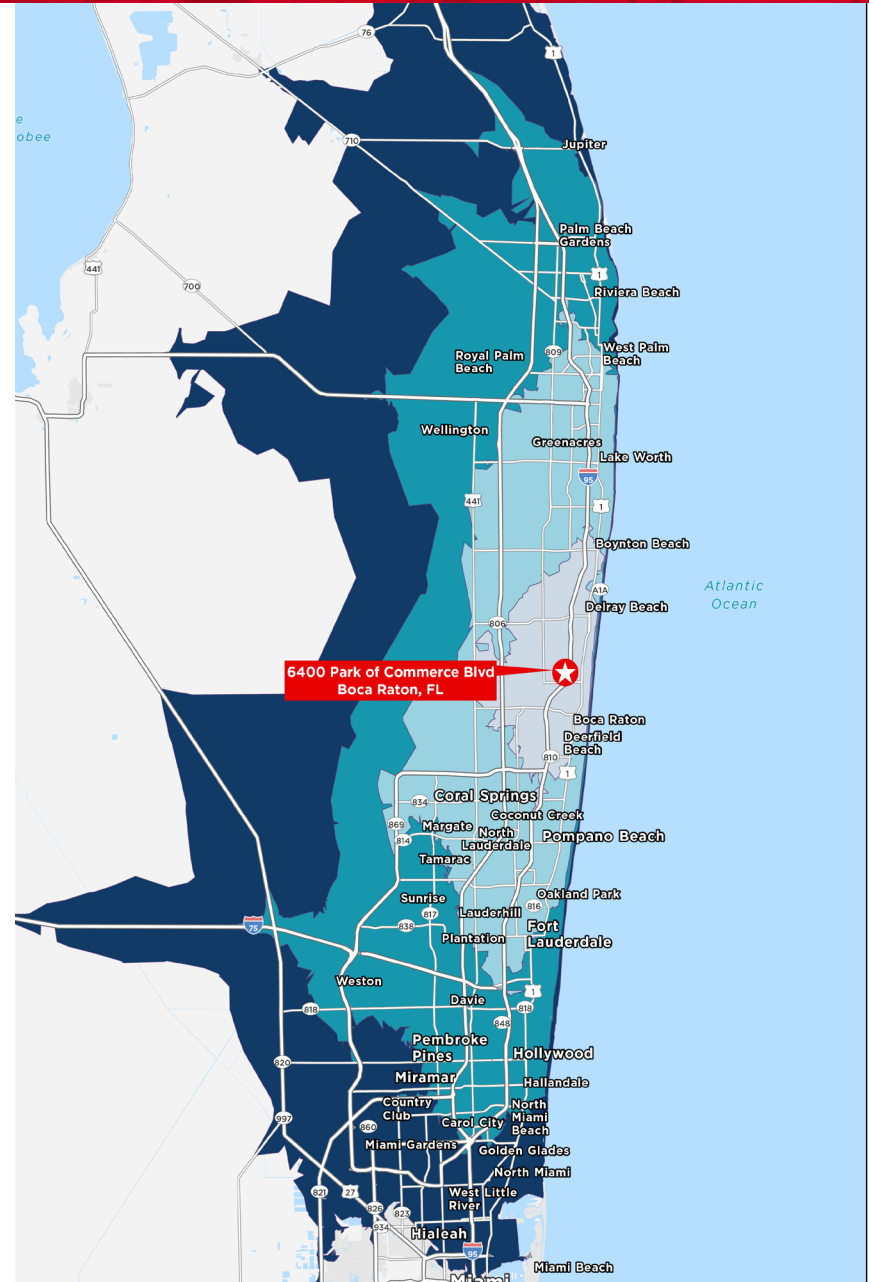 76
1
e
obee
710
Jupiter
Palm Beach
Gardens
441
1
700
Riviera Beach
West Palm
Beach
809
Royal Palm
Beach
Wellington
Greenacres
Lake Worth
95
441
1
Boynton Beach
A1A
Atlantic
Ocean
Delray Beach
806
6400 Park of Commerce Blvd
Boca Raton, FL
Boca Raton
Deerfield
Beach
810
1
Coral Springs
834
Coconut Creek
869
Margate
North
Lauderdale
Pompano Beach
814
Tamarac
Oakland Park
Sunrise
816
817
Lauderhill
75
838
Fort
Lauderdale
Plantation
Weston
1
Davie
818
818
848
Pembroke
Pines
Hollywood
820
Miramar
Hallandale
Country
Club
North
Miami
Beach
997
860
Carol City
Miami Gardens
Golden Glades
North Miami
821
27
West Little
River
826
823
934
Hialeah
95
Miami Beach
Miami